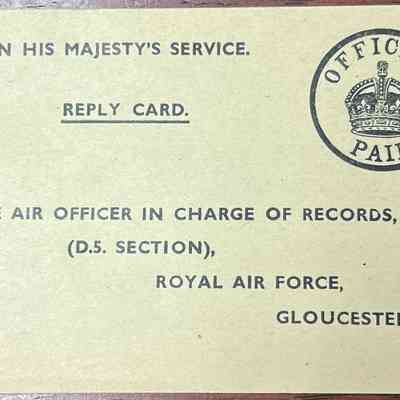 N HIS MAJESTY'S SERVICE.
OFFIC
PAI
REPLY CARD.
E AIR OFFICER IN CHARGE OF RECORDS,
(D.5. SECTION),
ROYAL AIR FORCE,
GLOUCESTER